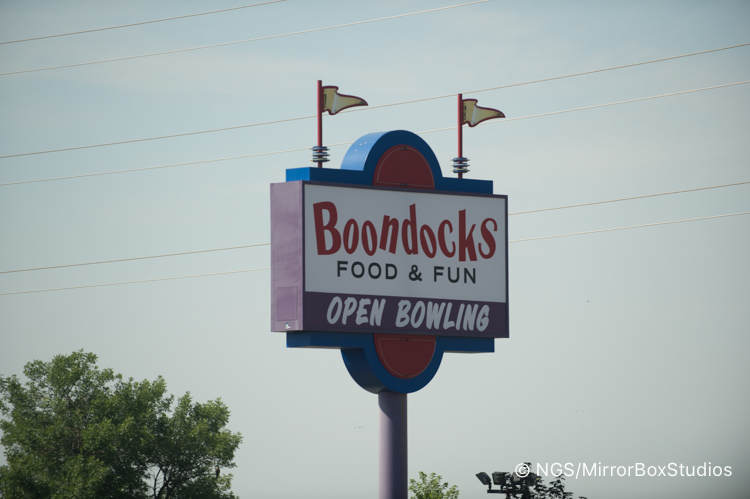 Boondocks
FOOD & FUN
OPEN BOWLING
© NGS/MirrorBoxStudios